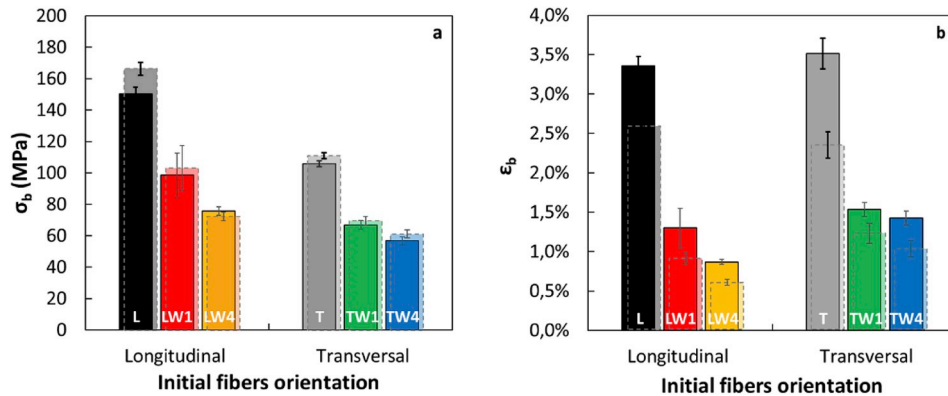 a
σb (MPa)
200
180
160
140
120
100
80
60
40
20
0
L LW1 LW4 T TW1 TW4
Longitudinal Transversal
Initial fibers orientation
b
εb
4,0%
3,5%
3,0%
2,5%
2,0%
1,5%
1,0%
0,5%
0,0%
L LW1 LW4 T TW1 TW4
Longitudinal Transversal
Initial fibers orientation